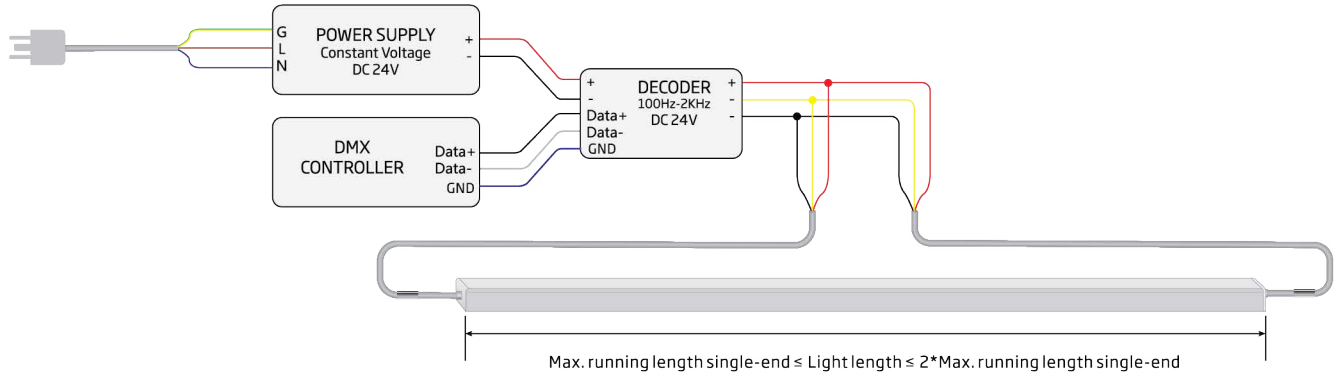 G
L
N
POWER SUPPLY
Constant Voltage
DC 24V
+
-
DMX
CONTROLLER
Data+
Data-
GND
+
-
Data+
Data-
GND
DECODER
100Hz-2KHz
DC 24V
+
-
-
Max. running length single-end ≤ Light length ≤ 2*Max. running length single-end